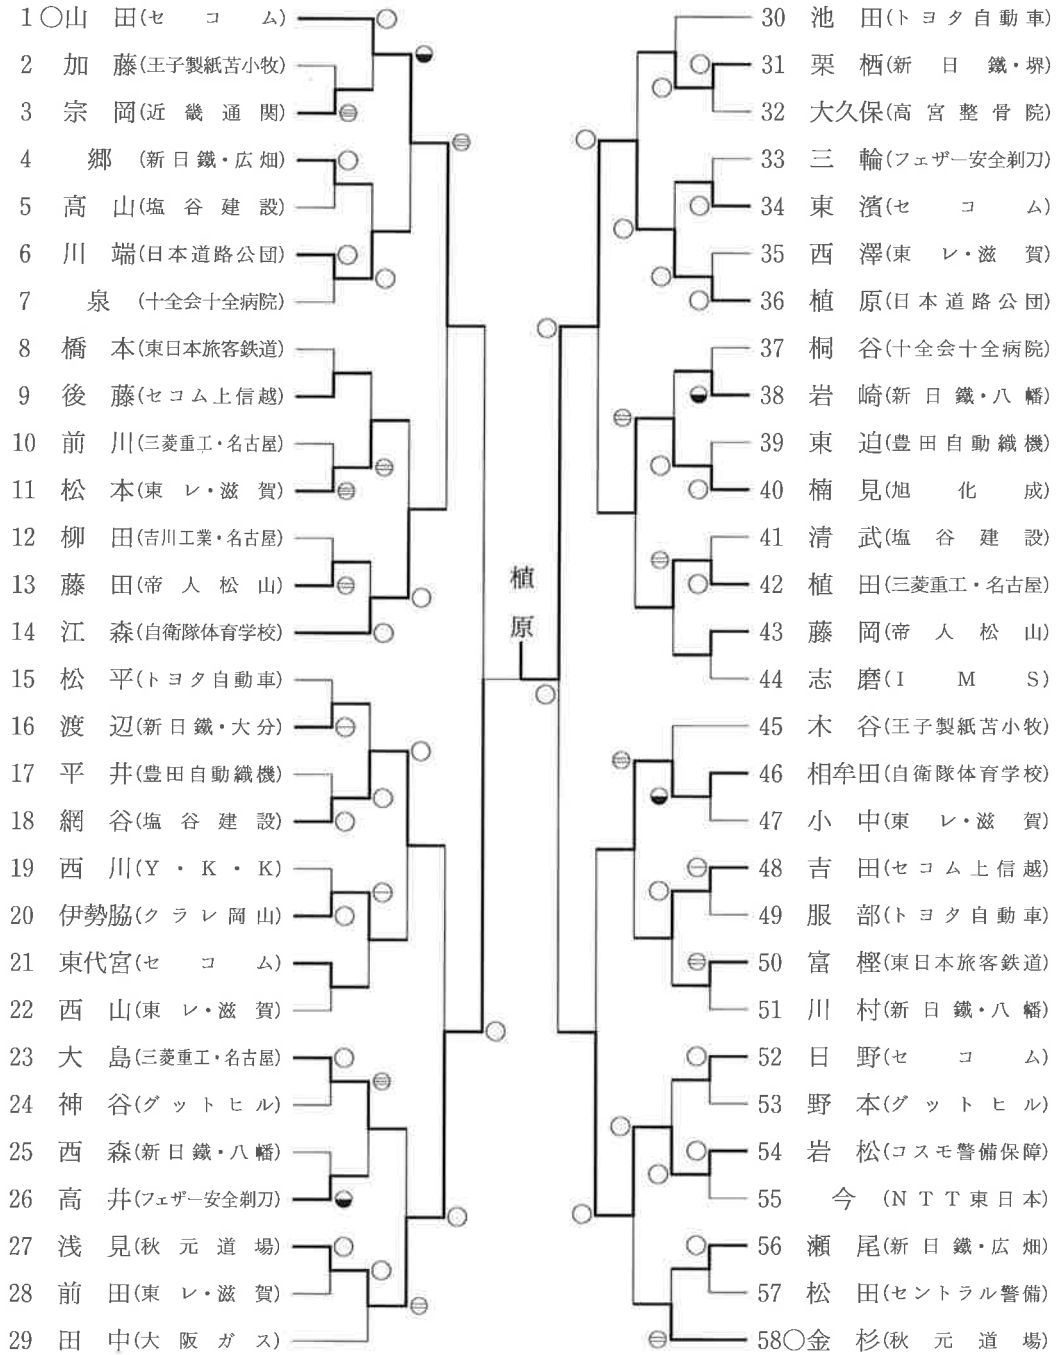 1○山田(セコム)
2 加藤(王子製紙苫小牧)
3 宗岡(近畿通関)
4 郷(新日鐵・広畑)
5 高山(塩谷建設)
6 川端(日本道路公団)
7 泉(十全会十全病院)
8 橋本(東日本旅客鉄道)
9 後藤(セコム上信越)
10 前川(三菱重工・名古屋)
11 松本(東レ・滋賀)
12 柳田(吉川工業・名古屋)
13 藤田(帝人松山)
14 江森(自衛隊体育学校)
15 松平(トヨタ自動車)
16 渡辺(新日鐵・大分)
17 平井(豊田自動織機)
18 網谷(塩谷建設)
19 西川(Y・K・K)
20 伊勢脇(クラレ岡山)
21 東代宮(セコム)
22 西山(東レ・滋賀)
23 大島(三菱重工・名古屋)
24 神谷(グットヒル)
25 西森(新日鐵・八幡)
26 高井(フェザー安全剃刀)
27 浅見(秋元道場)
28 前田(東レ・滋賀)
29 田中(大阪ガス)
植原
30 池田(トヨタ自動車)
31 栗栖(新日鐵・堺)
32 大久保(高宮整骨院)
33 三輪(フェザー安全剃刀)
34 東濱(セコム)
35 西澤(東レ・滋賀)
36 植原(日本道路公団)
37 桐谷(十全会十全病院)
38 岩崎(新日鐵・八幡)
39 東迫(豊田自動織機)
40 楠見(旭化成)
41 清武(塩谷建設)
42 植田(三菱重工・名古屋)
43 藤岡(帝人松山)
44 志磨(IMS)
45 木谷(王子製紙苫小牧)
46 相牟田(自衛隊体育学校)
47 小中(東レ・滋賀)
48 吉田(セコム上信越)
49 服部(トヨタ自動車)
50 富樫(東日本旅客鉄道)
51 川村(新日鐵・八幡)
52 日野(セコム)
53 野本(グットヒル)
54 岩松(コスモ警備保障)
55 今(NTT東日本)
56 瀬尾(新日鐵・広畑)
57 松田(セントラル警備)
58○金杉(秋元道場)